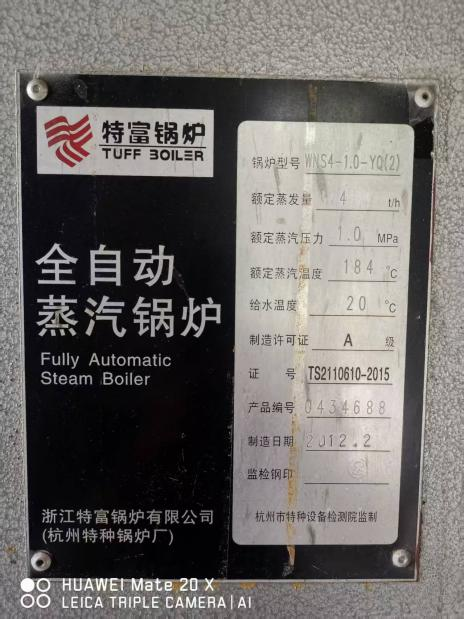 特富锅炉
TUFF BOILER
全自动
蒸汽锅炉
Fully Automatic
Steam Boiler
浙江特富锅炉有限公司
(杭州特种锅炉厂)
锅炉型号 WNS4-1.0-YQ(2)
额定蒸发量 4 t/h
额定蒸汽压力 1.0 MPa
额定蒸汽温度 184 ℃
给水温度 20 ℃
制造许可证 A 级
证 号 TS2110610-2015
产品编号 0434688
制造日期 2012.2
监检钢印
杭州市特种设备检测院监制
HUAWEI Mate 20 X
LEICA TRIPLE CAMERA | AI